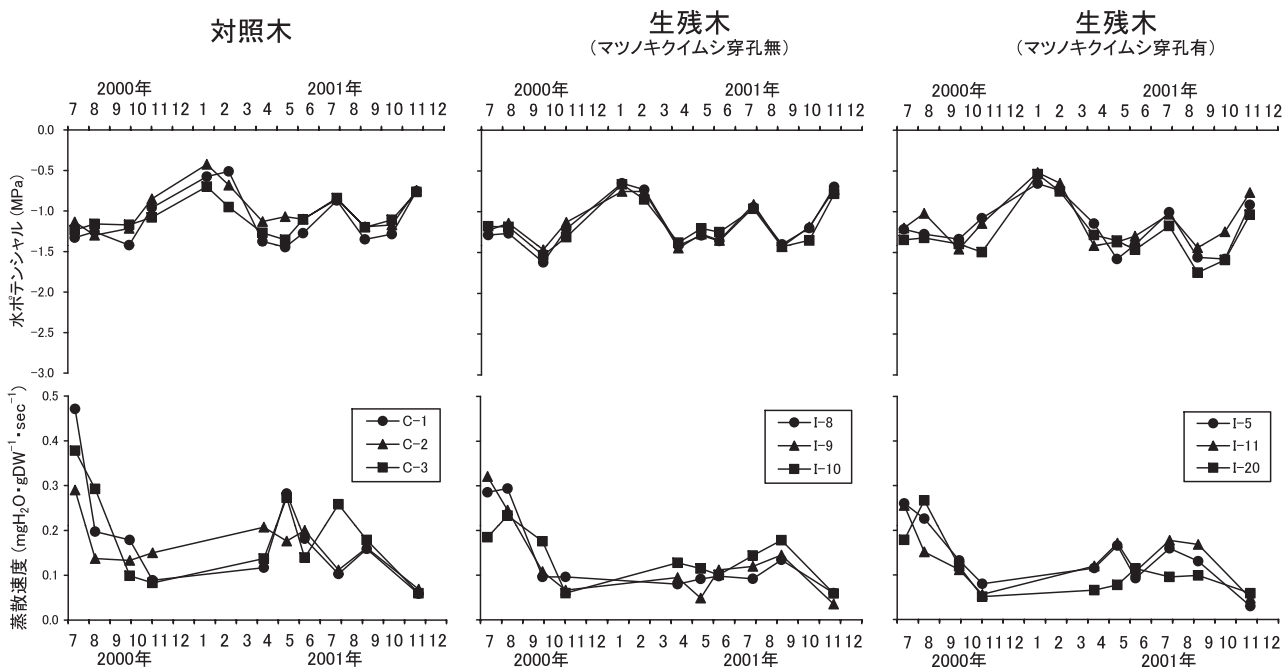 対照木
生残木
(マツノキクイムシ穿孔無)
生残木
(マツノキクイムシ穿孔有)
2000年 2001年
7 8 9 10 11 12 1 2 3 4 5 6 7 8 9 10 11 12
2000年 2001年
7 8 9 10 11 12 1 2 3 4 5 6 7 8 9 10 11 12
2000年 2001年
7 8 9 10 11 12 1 2 3 4 5 6 7 8 9 10 11 12
水ポテンシャル (MPa)
0.0
-0.5
-1.0
-1.5
-2.0
-2.5
-3.0
蒸散速度 (mgH₂O・gDW⁻¹・sec⁻¹)
0.5
0.4
0.3
0.2
0.1
0.0
C-1
C-2
C-3
I-8
I-9
I-10
I-5
I-11
I-20
7 8 9 10 11 12 1 2 3 4 5 6 7 8 9 10 11 12
2000年 2001年
7 8 9 10 11 12 1 2 3 4 5 6 7 8 9 10 11 12
2000年 2001年
7 8 9 10 11 12 1 2 3 4 5 6 7 8 9 10 11 12
2000年 2001年